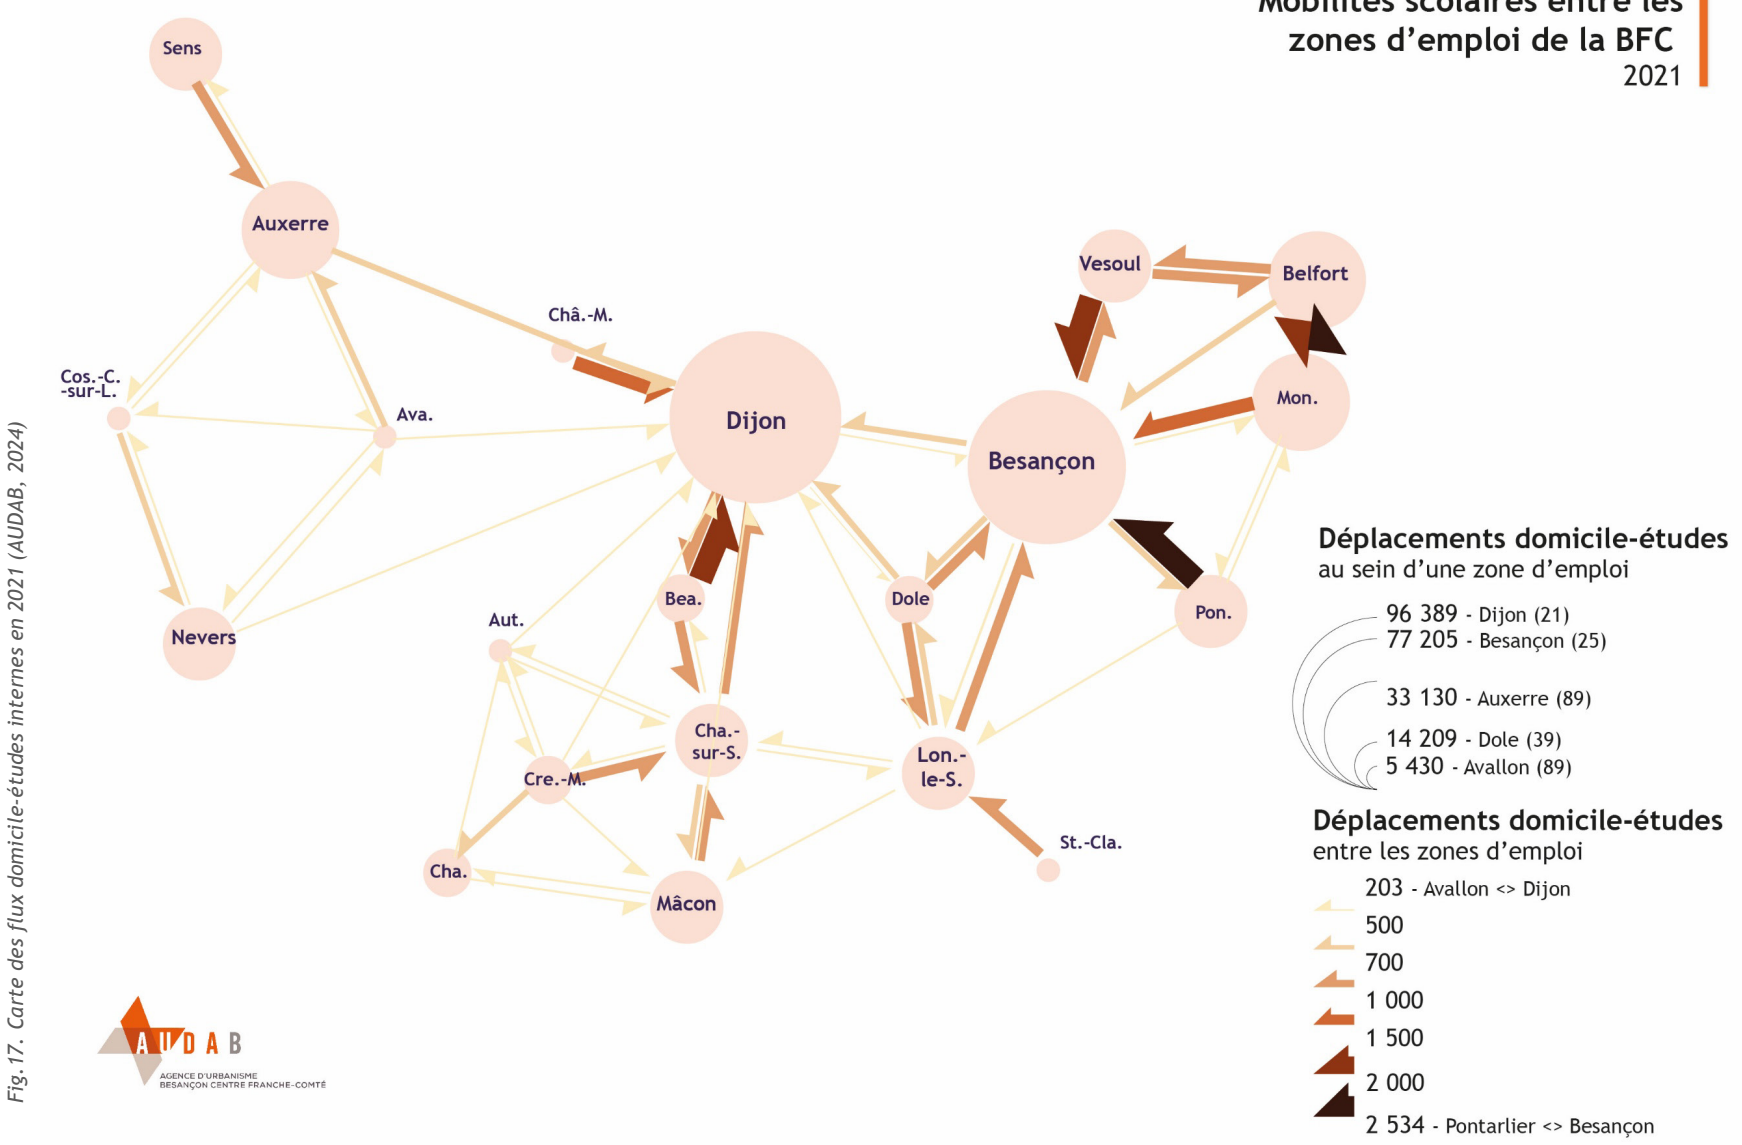 Mobilités scolaires entre les
zones d’emploi de la BFC
2021
Sens
Auxerre
Vesoul
Belfort
Châ.-M.
Cos.-C.
-sur-L.
Ava.
Mon.
Dijon
Besançon
Bea.
Dole
Pon.
Aut.
Nevers
Cha.-
sur-S.
Lon.-
le-S.
Cre.-M.
St.-Cla.
Cha.
Mâcon
Déplacements domicile-études
au sein d’une zone d’emploi
96 389 - Dijon (21)
77 205 - Besançon (25)
33 130 - Auxerre (89)
14 209 - Dole (39)
5 430 - Avallon (89)
Déplacements domicile-études
entre les zones d’emploi
203 - Avallon <> Dijon
500
700
1 000
1 500
2 000
2 534 - Pontarlier <> Besançon
AUDAB
AGENCE D'URBANISME
BESANÇON CENTRE FRANCHE-COMTÉ
Fig.17. Carte des flux domicile-études internes en 2021 (AUDAB, 2024)